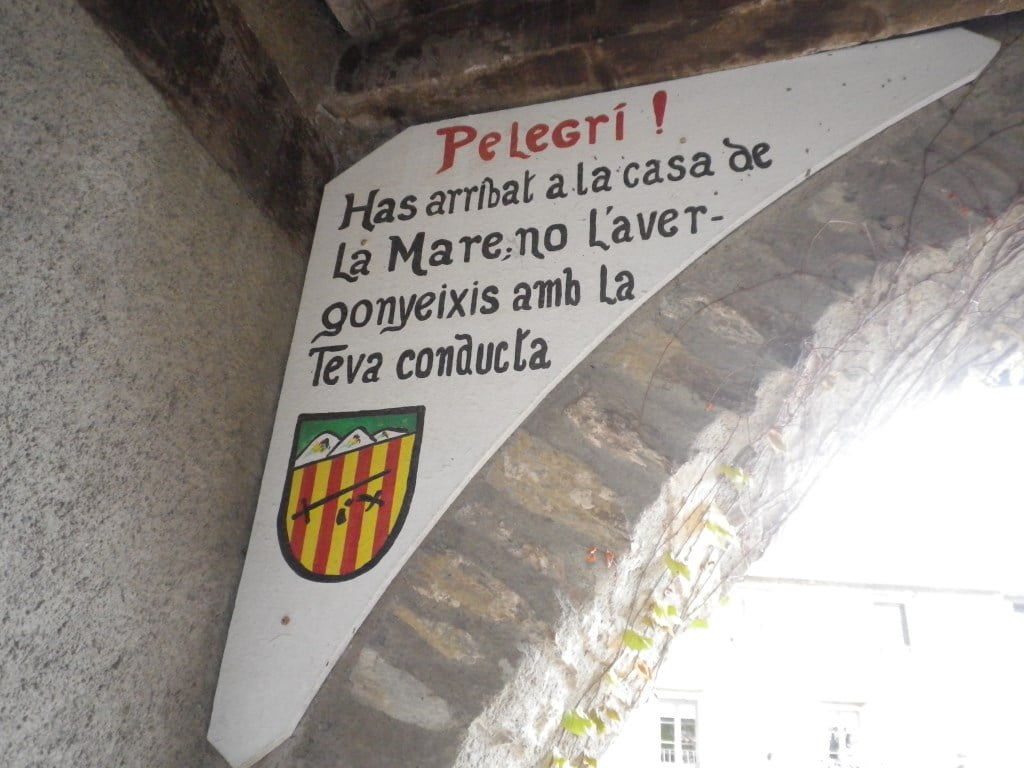 Pelegrí !
Has arribat a la casa de
La Mare, no L'aver-
gonyeixis amb la
Teva conducta